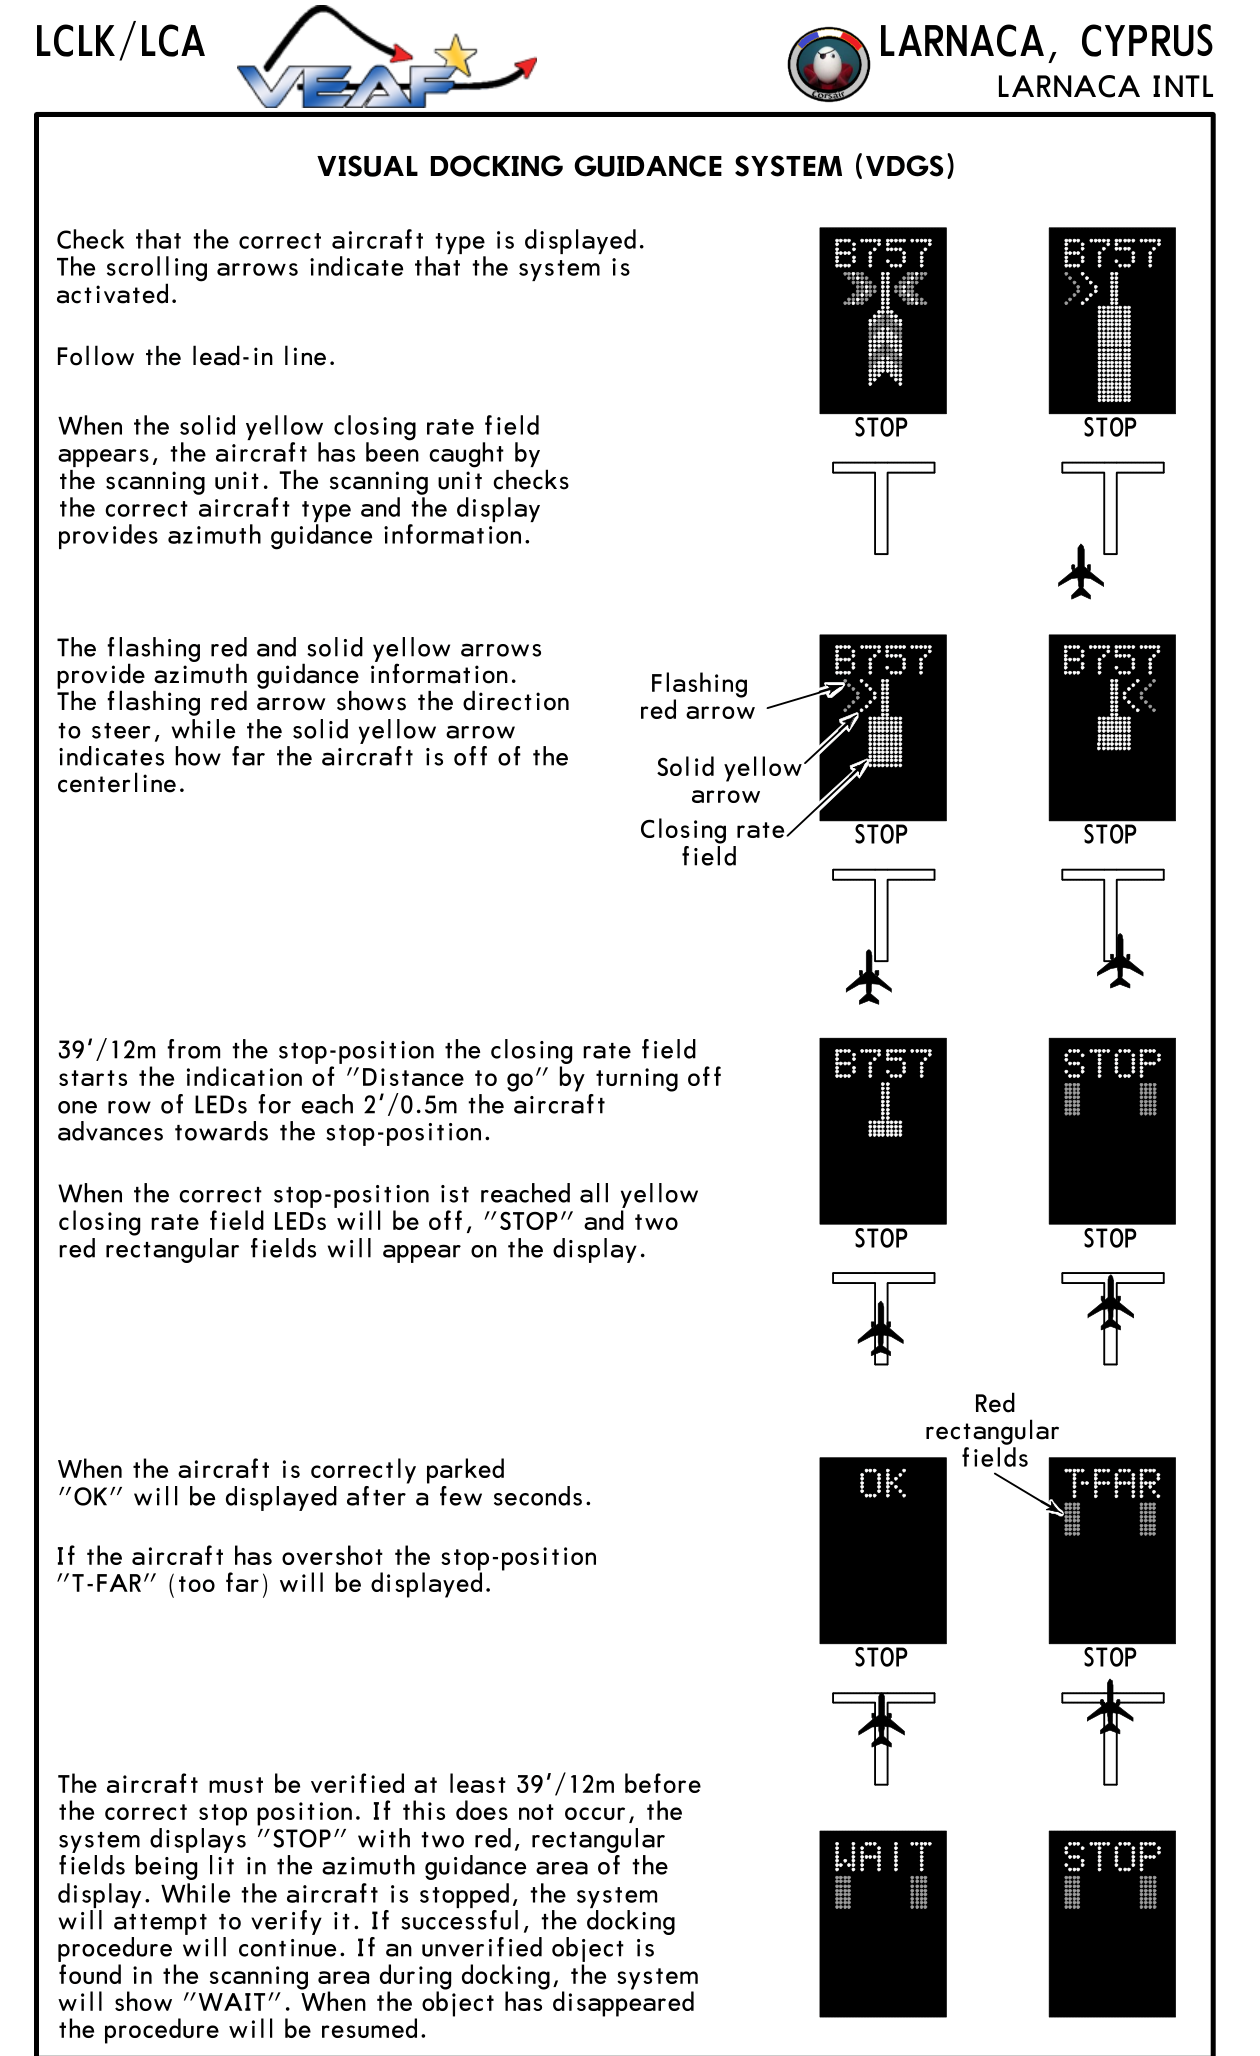 LCLK/LCA
VEAF
Corsair
LARNACA, CYPRUS
LARNACA INTL
VISUAL DOCKING GUIDANCE SYSTEM (VDGS)
Check that the correct aircraft type is displayed.
The scrolling arrows indicate that the system is
activated.
Follow the lead-in line.
When the solid yellow closing rate field
appears, the aircraft has been caught by
the scanning unit. The scanning unit checks
the correct aircraft type and the display
provides azimuth guidance information.
B757
STOP
B757
STOP
The flashing red and solid yellow arrows
provide azimuth guidance information.
The flashing red arrow shows the direction
to steer, while the solid yellow arrow
indicates how far the aircraft is off of the
centerline.
Flashing
red arrow
Solid yellow
arrow
Closing rate
field
B757
STOP
B757
STOP
39'/12m from the stop-position the closing rate field
starts the indication of "Distance to go" by turning off
one row of LEDs for each 2'/0.5m the aircraft
advances towards the stop-position.
When the correct stop-position ist reached all yellow
closing rate field LEDs will be off, "STOP" and two
red rectangular fields will appear on the display.
B757
STOP
STOP
STOP
When the aircraft is correctly parked
"OK" will be displayed after a few seconds.
If the aircraft has overshot the stop-position
"T-FAR" (too far) will be displayed.
Red
rectangular
fields
OK
STOP
T-FAR
STOP
The aircraft must be verified at least 39'/12m before
the correct stop position. If this does not occur, the
system displays "STOP" with two red, rectangular
fields being lit in the azimuth guidance area of the
display. While the aircraft is stopped, the system
will attempt to verify it. If successful, the docking
procedure will continue. If an unverified object is
found in the scanning area during docking, the system
will show "WAIT". When the object has disappeared
the procedure will be resumed.
WAIT
STOP